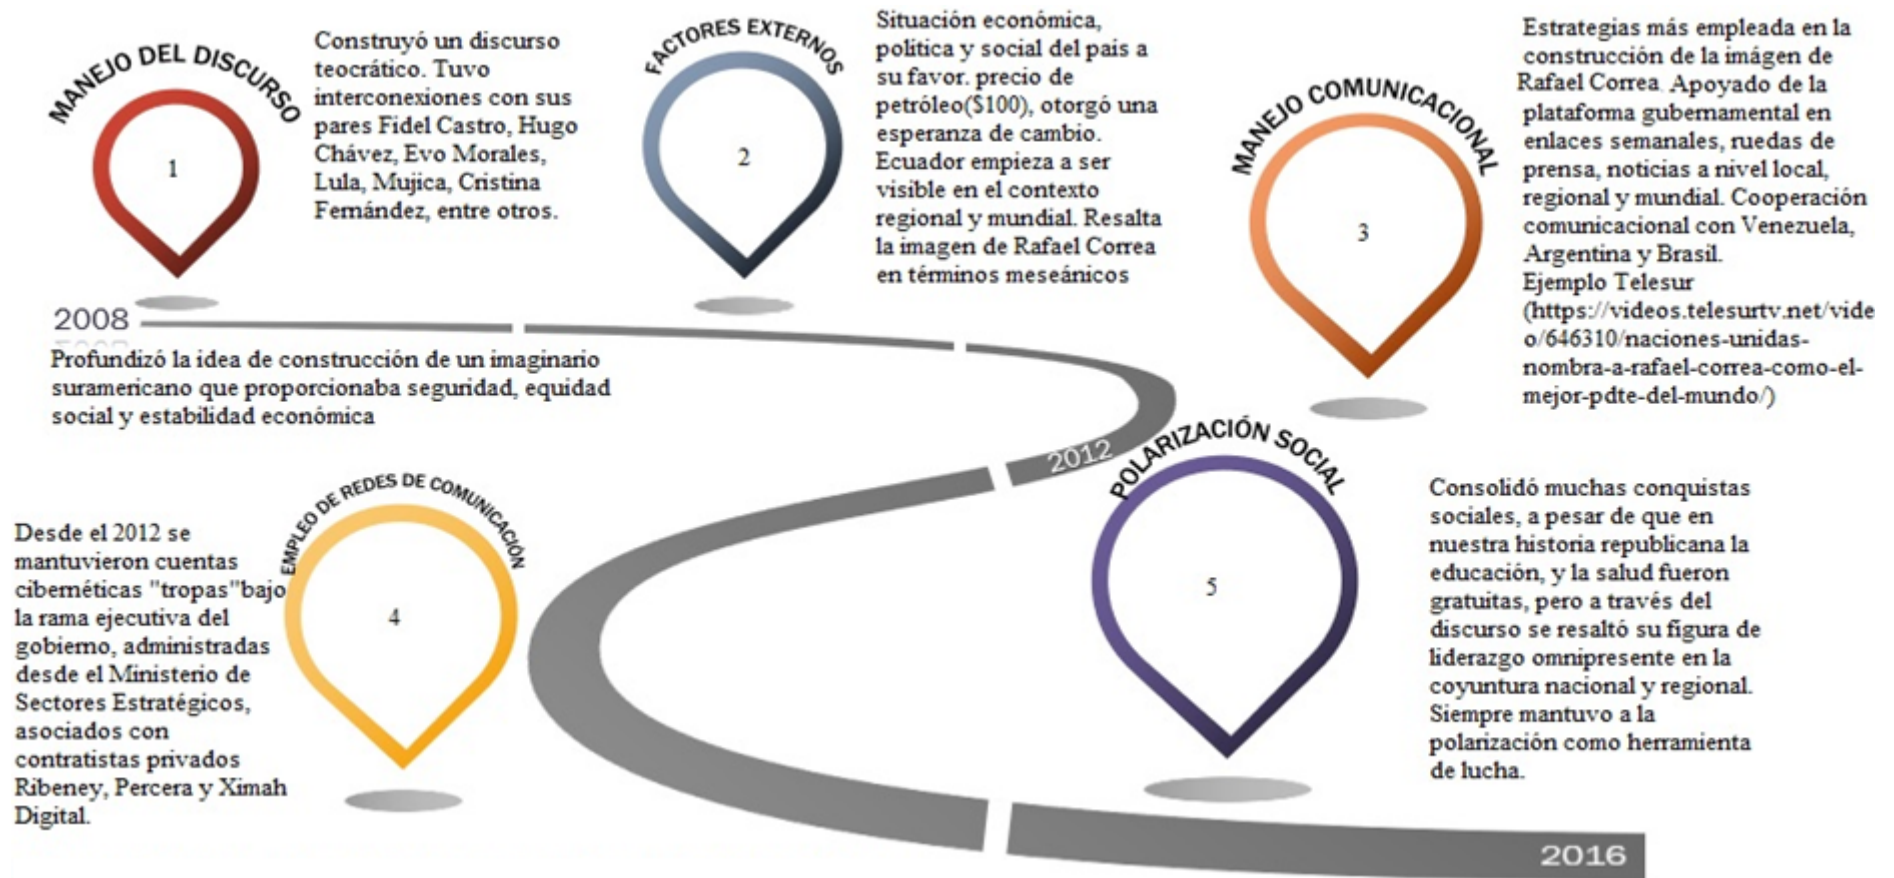 MANEJO DEL DISCURSO
1
Construyó un discurso
teocrático. Tuvo
interconexiones con sus
pares Fidel Castro, Hugo
Chávez, Evo Morales,
Lula, Mujica, Cristina
Fernández, entre otros.
FACTORES EXTERNOS
2
Situación económica,
política y social del país a
su favor. precio de
petróleo($100), otorgó una
esperanza de cambio.
Ecuador empieza a ser
visible en el contexto
regional y mundial. Resalta
la imagen de Rafael Correa
en términos meseánicos
MANEJO COMUNICACIONAL
3
Estrategias más empleada en la
construcción de la imágen de
Rafael Correa. Apoyado de la
plataforma gubernamental en
enlaces semanales, ruedas de
prensa, noticias a nivel local,
regional y mundial. Cooperación
comunicacional con Venezuela,
Argentina y Brasil.
Ejemplo Telesur
(https://videos.telesurtv.net/vide
o/646310/naciones-unidas-
nombra-a-rafael-correa-como-el-
mejor-pdte-del-mundo/)
2008
Profundizó la idea de construcción de un imaginario
suramericano que proporcionaba seguridad, equidad
social y estabilidad económica
2012
EMPLEO DE REDES DE COMUNICACIÓN
4
Desde el 2012 se
mantuvieron cuentas
cibernéticas "tropas"bajo
la rama ejecutiva del
gobierno, administradas
desde el Ministerio de
Sectores Estratégicos,
asociados con
contratistas privados
Ribeney, Percera y Ximah
Digital.
POLARIZACIÓN SOCIAL
5
Consolidó muchas conquistas
sociales, a pesar de que en
nuestra historia republicana la
educación, y la salud fueron
gratuitas, pero a través del
discurso se resaltó su figura de
liderazgo omnipresente en la
coyuntura nacional y regional.
Siempre mantuvo a la
polarización como herramienta
de lucha.
2016